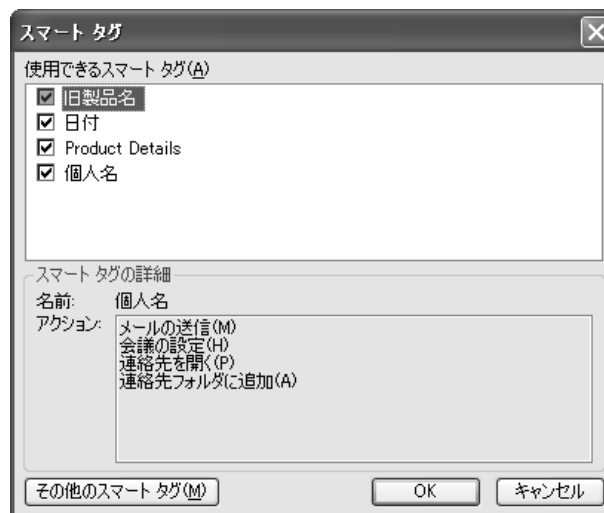 スマート タグ
使用できるスマート タグ(A)
旧製品名
日付
Product Details
個人名
スマート タグの詳細
名前: 個人名
アクション: メールの送信(M)
会議の設定(H)
連絡先を開く(P)
連絡先フォルダに追加(A)
その他のスマート タグ(M) OK キャンセル